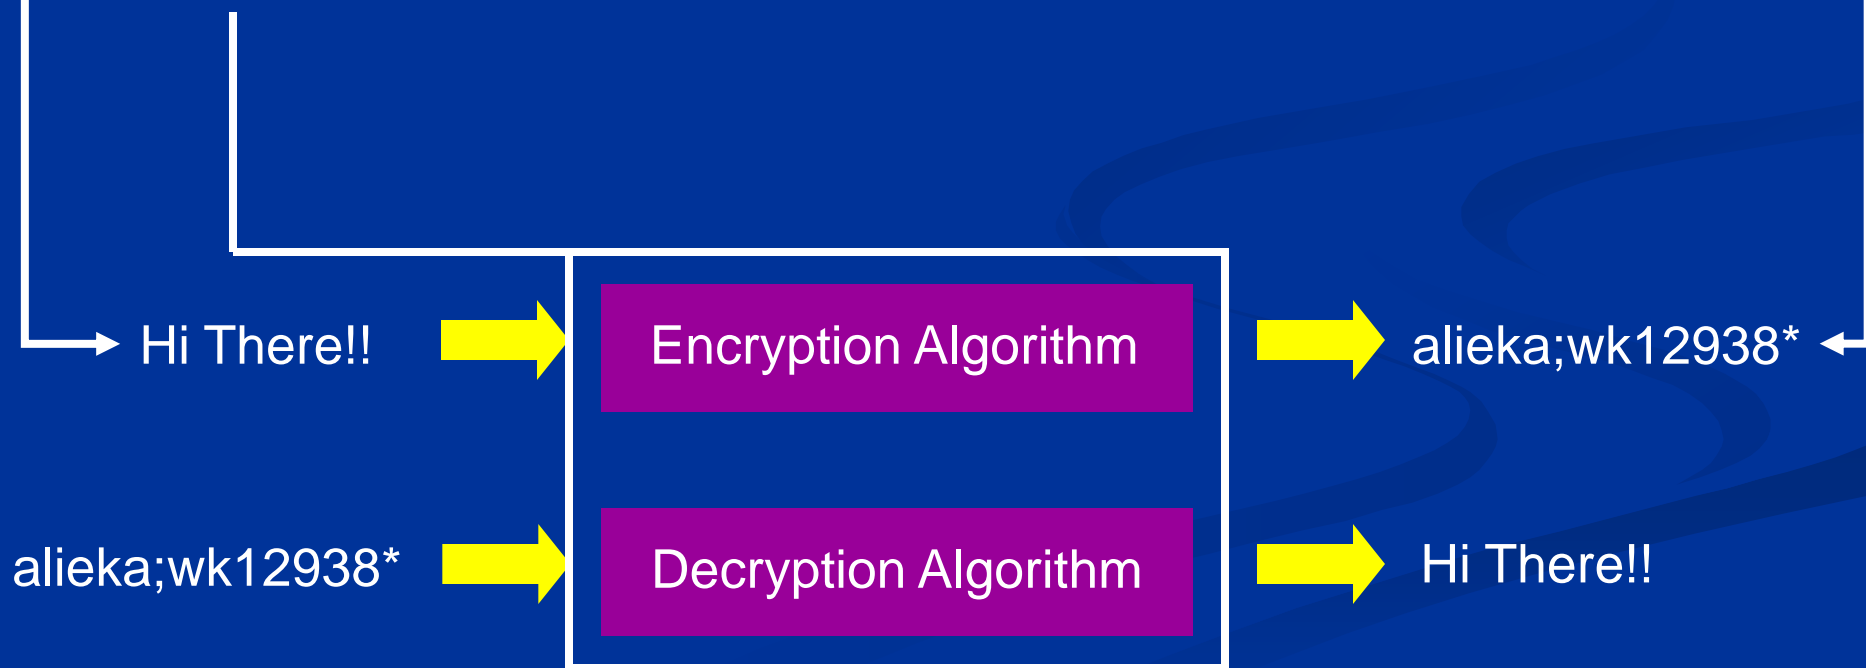 Hi There!!
Encryption Algorithm
alieka;wk12938*
alieka;wk12938*
Decryption Algorithm
Hi There!!